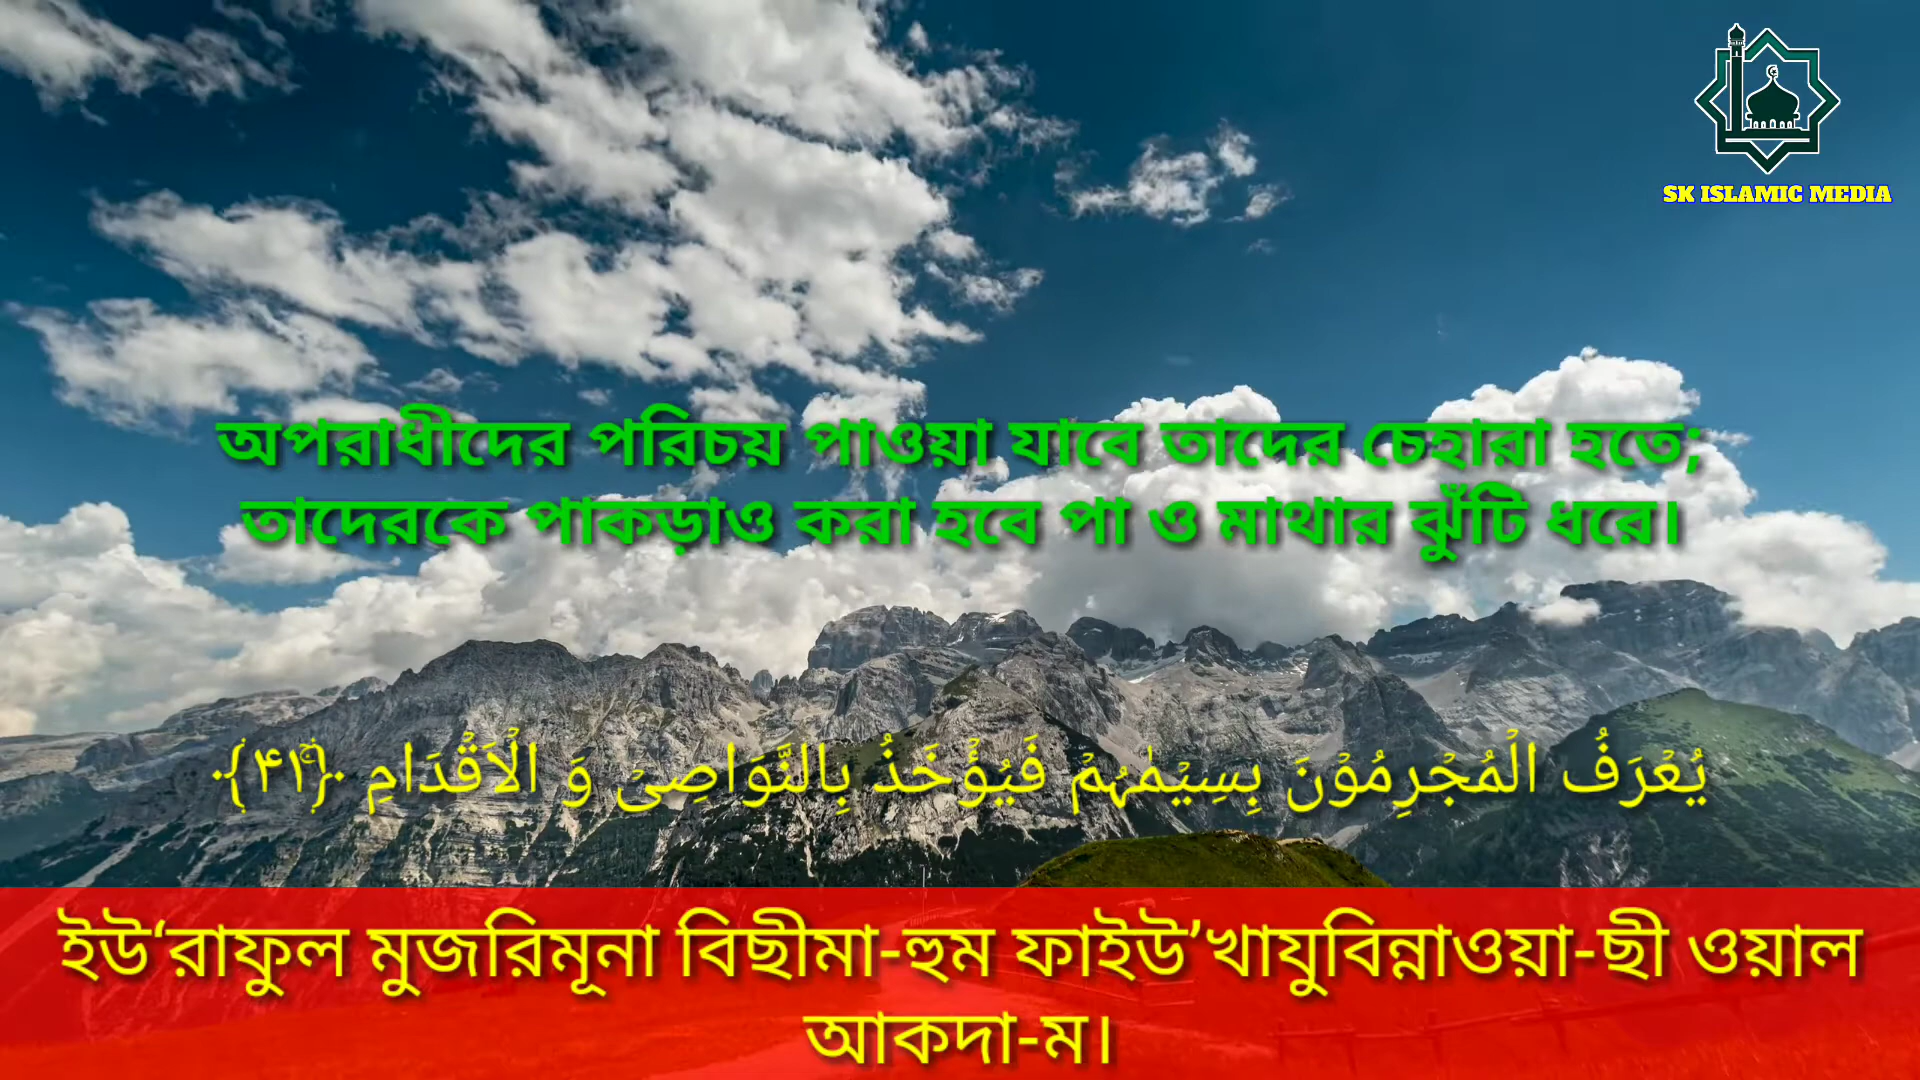 SK ISLAMIC MEDIA
অপরাধীদের পরিচয় পাওয়া যাবে তাদের চেহারা হতে;
তাদেরকে পাকড়াও করা হবে পা ও মাথার ঝুঁটি ধরে।
یُعۡرَفُ الۡمُجۡرِمُوۡنَ بِسِیۡمٰہُمۡ فَیُؤۡخَذُ بِالنَّوَاصِیۡ وَ الۡاَقۡدَامِ ﴿ۚ۴۱﴾
ইউ‘রাফুল মুজরিমূনা বিছীমা-হুম ফাইউ’খাযুবিন্নাওয়া-ছী ওয়াল
আকদা-ম।